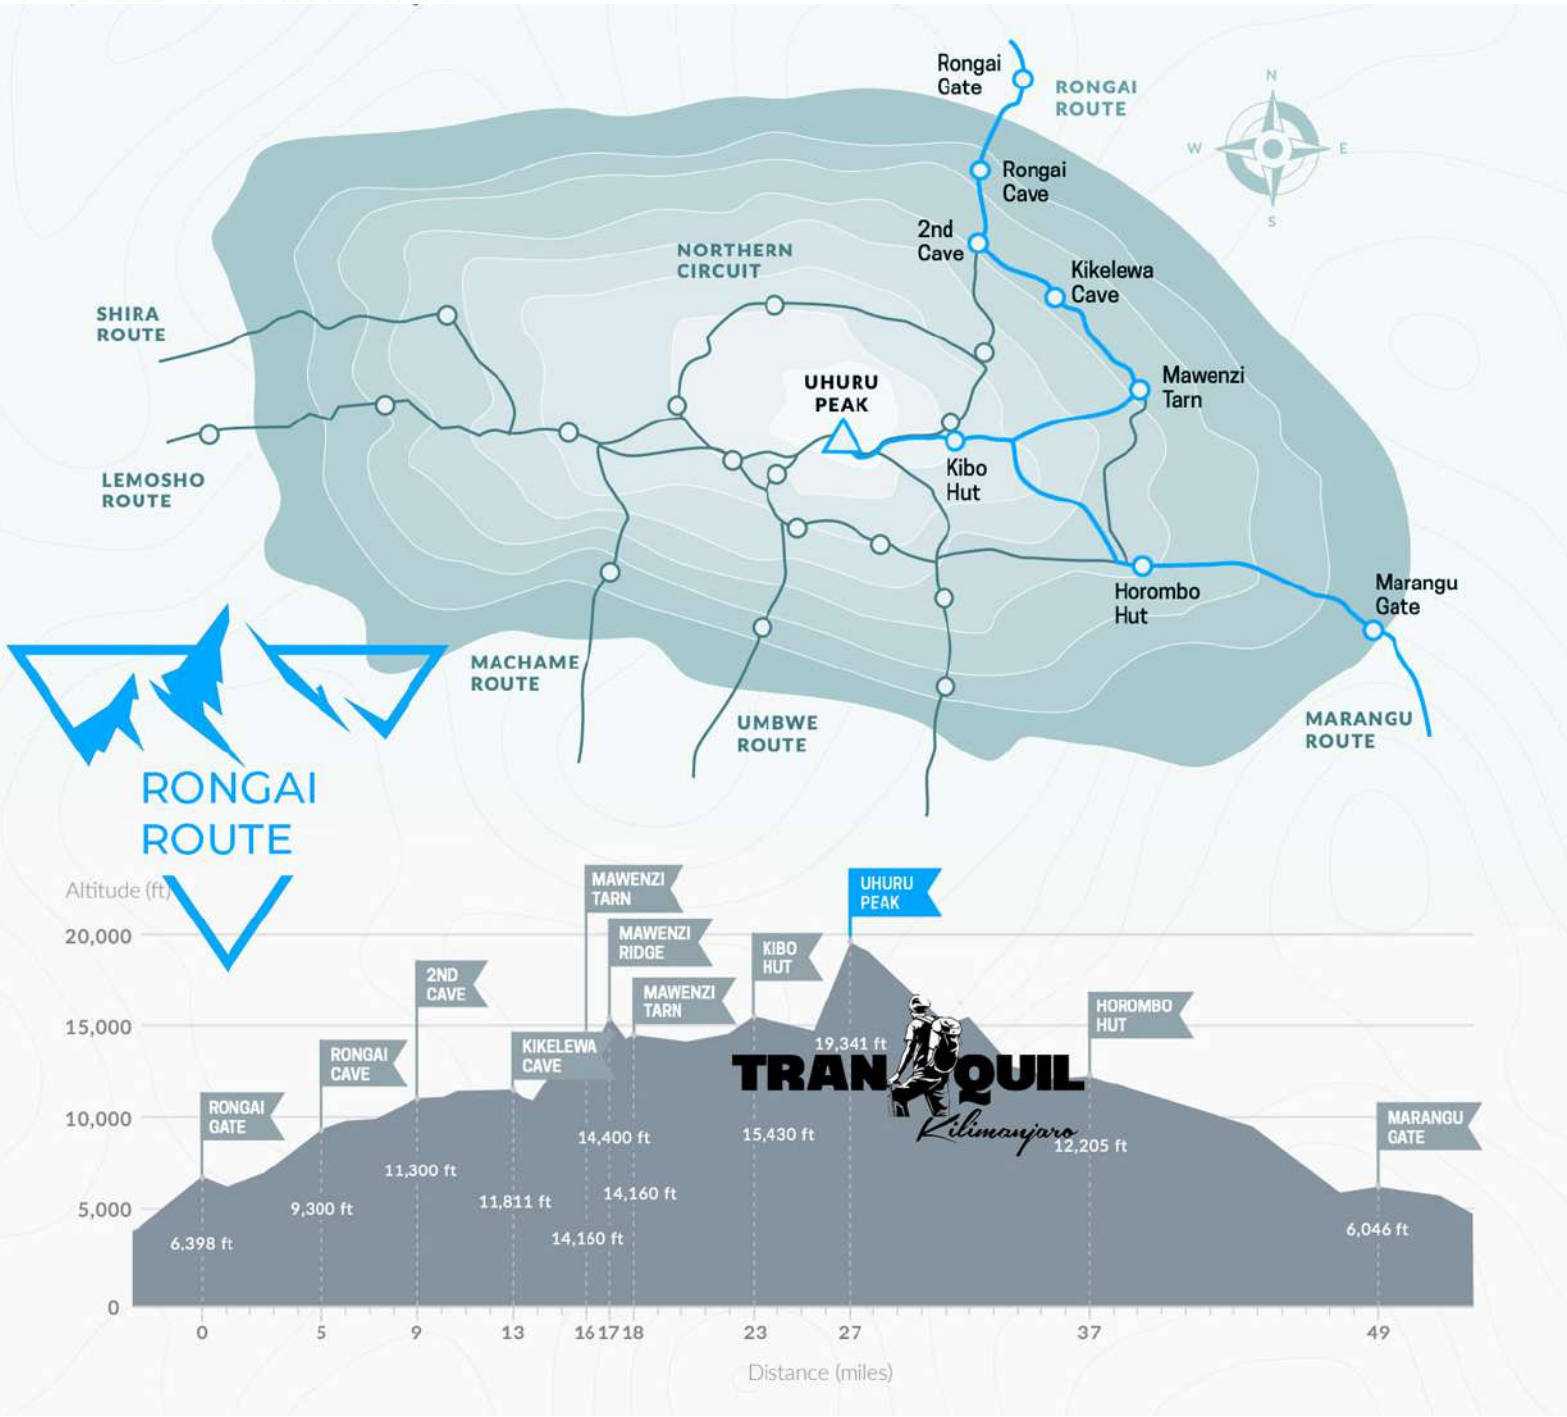 Rongai
Gate
RONGAI
ROUTE
N
W
E
S
Rongai
Cave
2nd
Cave
NORTHERN
CIRCUIT
Kikelewa
Cave
SHIRA
ROUTE
UHURU
PEAK
Mawenzi
Tarn
LEMOSHO
ROUTE
Kibo
Hut
Horombo
Hut
Marangu
Gate
MACHAME
ROUTE
UMBWE
ROUTE
MARANGU
ROUTE
RONGAI
ROUTE
Altitude (ft)
20,000
15,000
10,000
5,000
0
RONGAI
GATE
RONGAI
CAVE
2ND
CAVE
KIKELEWA
CAVE
MAWENZI
TARN
MAWENZI
RIDGE
MAWENZI
TARN
KIBO
HUT
UHURU
PEAK
HOROMBO
HUT
MARANGU
GATE
6,398 ft
9,300 ft
11,300 ft
11,811 ft
14,160 ft
14,400 ft
14,160 ft
15,430 ft
19,341 ft
12,205 ft
6,046 ft
TRANQUIL
Kilimanjaro
0 5 9 13 16 17 18 23 27 37 49
Distance (miles)